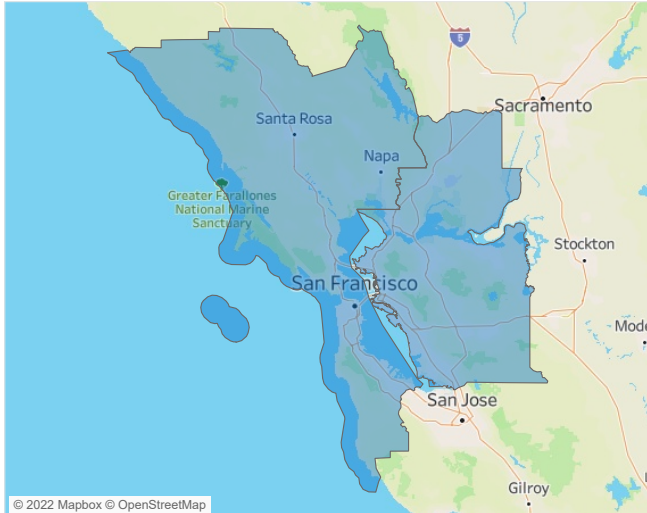 5
Sacramento
Santa Rosa
Napa
Greater Farallones
National Marine
Sanctuary
Stockton
San Francisco
Mode
San Jose
Gilroy
© 2022 Mapbox © OpenStreetMap